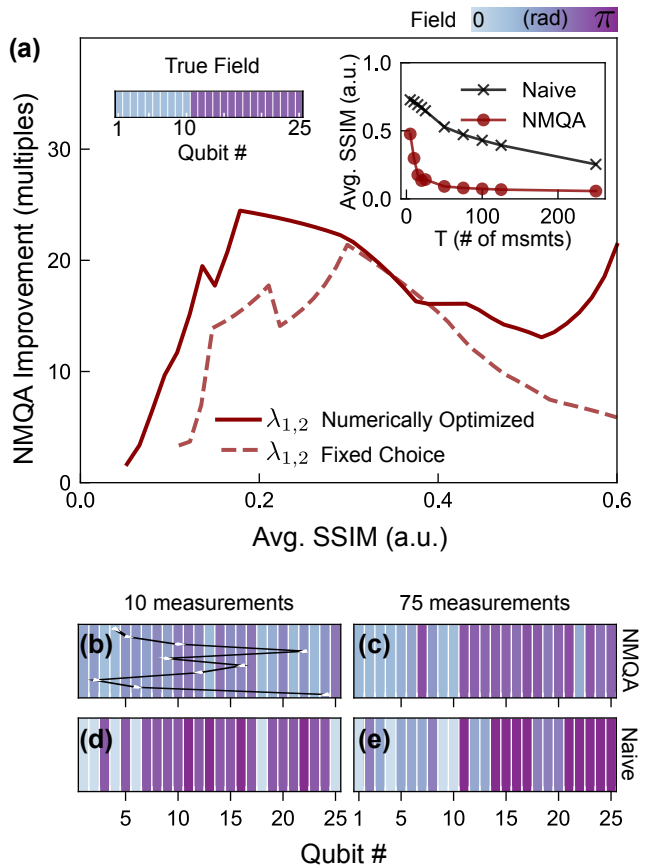 Field 0 (rad) π
(a)
True Field
1 10 25
Qubit #
Avg. SSIM (a.u.)
1.0
0.5
0.0
Naive
NMQA
0 100 200
T (# of msmts)
NMQA Improvement (multiples)
30
20
10
0
λ1,2 Numerically Optimized
λ1,2 Fixed Choice
0.0 0.2 0.4 0.6
Avg. SSIM (a.u.)
10 measurements 75 measurements
(b) (c) NMQA
(d) (e) Naive
5 10 15 20 25 1 5 10 15 20 25
Qubit #